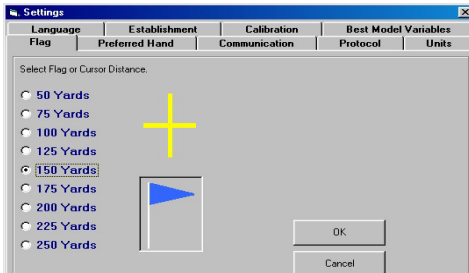 Settings
Language Establishment Calibration Best Model Variables
Flag Preferred Hand Communication Protocol Units
Select Flag or Cursor Distance.
50 Yards
75 Yards
100 Yards
125 Yards
150 Yards
175 Yards
200 Yards
225 Yards
250 Yards
OK
Cancel